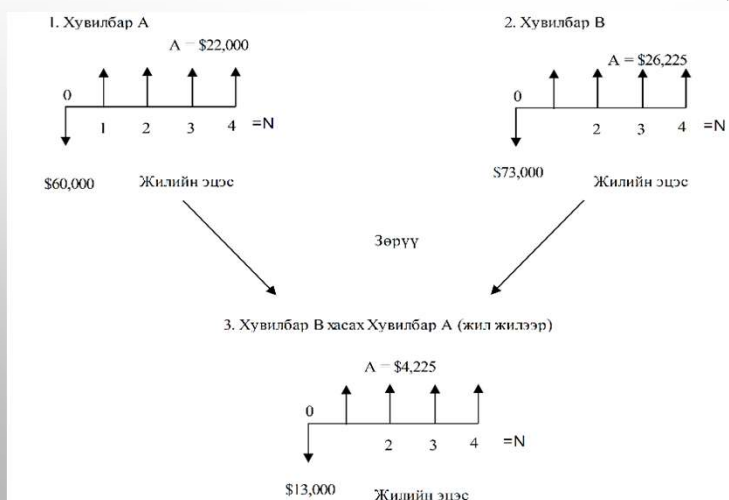 1. Хувилбар А
A = $22,000
0
1 2 3 4 =N
$60,000 Жилийн эцэс
2. Хувилбар В
A = $26,225
0
2 3 4 =N
$73,000 Жилийн эцэс
Зөрүү
3. Хувилбар В хасах Хувилбар А (жил жилээр)
A = $4,225
0
2 3 4 =N
$13,000 Жилийн эцэс